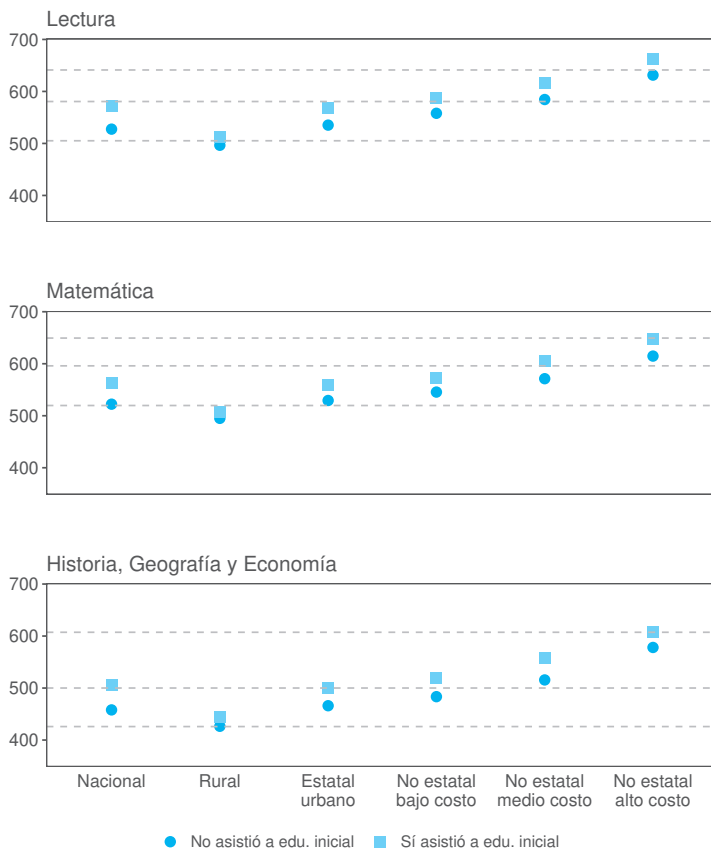 Lectura
700
600
500
400
Matemática
700
600
500
400
Historia, Geografía y Economía
700
600
500
400
Nacional
Rural
Estatal
urbano
No estatal
bajo costo
No estatal
medio costo
No estatal
alto costo
No asistió a edu. inicial
Sí asistió a edu. inicial